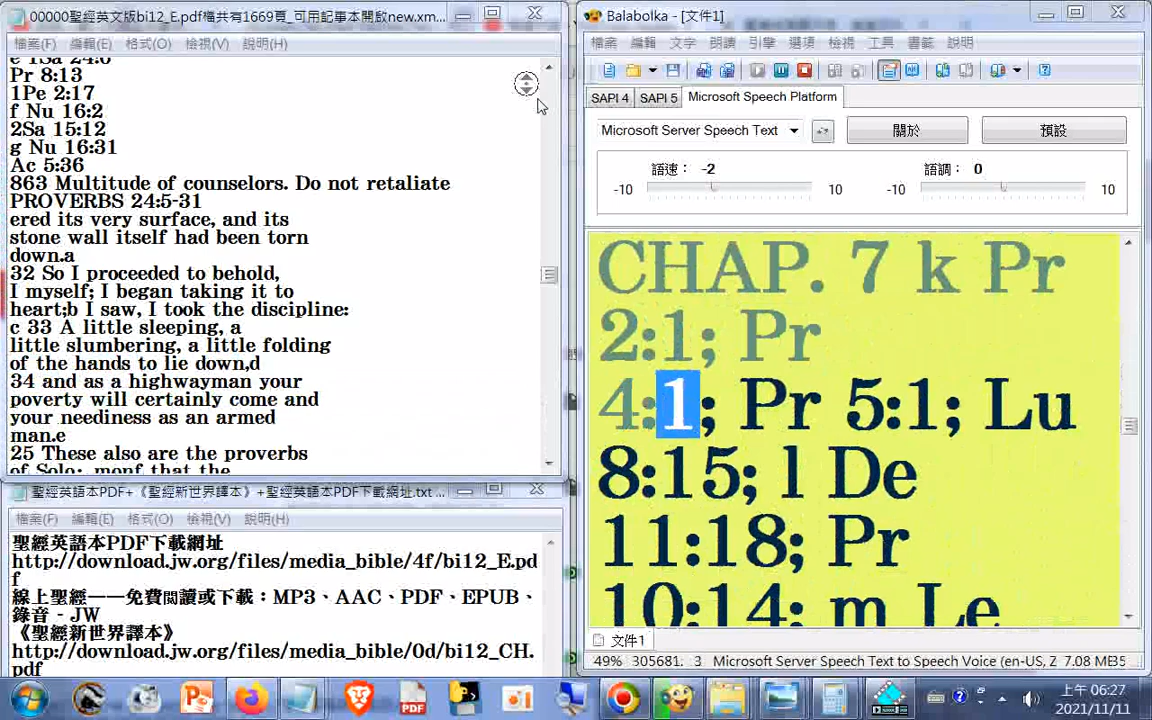 00000聖經英文版bi12_E.pdf檔共有1669頁_可用記事本開啟new.xm...
檔案(F) 編輯(E) 格式(O) 檢視(V) 說明(H)
Pr 8:13
1Pe 2:17
f Nu 16:2
2Sa 15:12
g Nu 16:31
Ac 5:36
863 Multitude of counselors. Do not retaliate
PROVERBS 24:5-31
ered its very surface, and its
stone wall itself had been torn
down.a
32 So I proceeded to behold,
I myself; I began taking it to
heart;b I saw, I took the discipline:
c 33 A little sleeping, a
little slumbering, a little folding
of the hands to lie down,d
34 and as a highwayman your
poverty will certainly come and
your neediness as an armed
man.e
25 These also are the proverbs
聖經英語本PDF+《聖經新世界譯本》+聖經英語本PDF下載網址.txt ...
檔案(F) 編輯(E) 格式(O) 檢視(V) 說明(H)
聖經英語本PDF下載網址
http://download.jw.org/files/media_bible/4f/bi12_E.pd
f
線上聖經——免費閱讀或下載：MP3、AAC、PDF、EPUB、
錄音 - JW
《聖經新世界譯本》
http://download.jw.org/files/media_bible/0d/bi12_CH.
pdf
Balabolka - [文件1]
檔案 編輯 文字 朗讀 引擎 選項 檢視 工具 書籤 說明
SAPI 4 SAPI 5 Microsoft Speech Platform
Microsoft Server Speech Text 關於 預設
語速： -2 語調： 0
-10 10 -10 10
CHAP. 7 k Pr
2:1; Pr
4:1; Pr 5:1; Lu
8:15; l De
11:18; Pr
10:14; m Le
文件1
49% 305681. 3 Microsoft Server Speech Text to Speech Voice (en-US, Z 7.08 MB
上午 06:27
2021/11/11